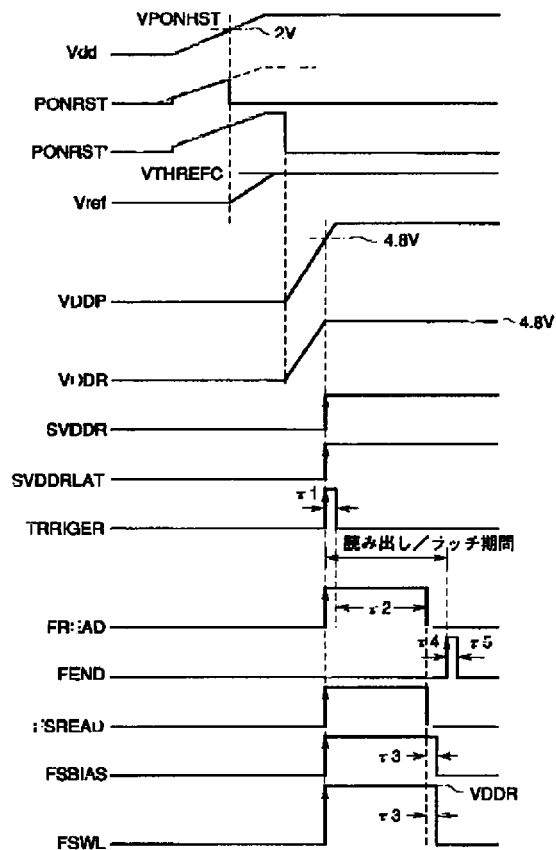 VPONHST
2V
Vdd
PONRST
PONRST'
VTHREFC
Vref
4.8V
VDDP
4.8V
VDDR
SVDDR
SVDDRLAT
τ1
TRRIGER
読み出し/ラッチ期間
τ2
FREAD
τ4 τ5
FEND
FSREAD
τ3
FSBIAS
VDDR
τ3
FSWL